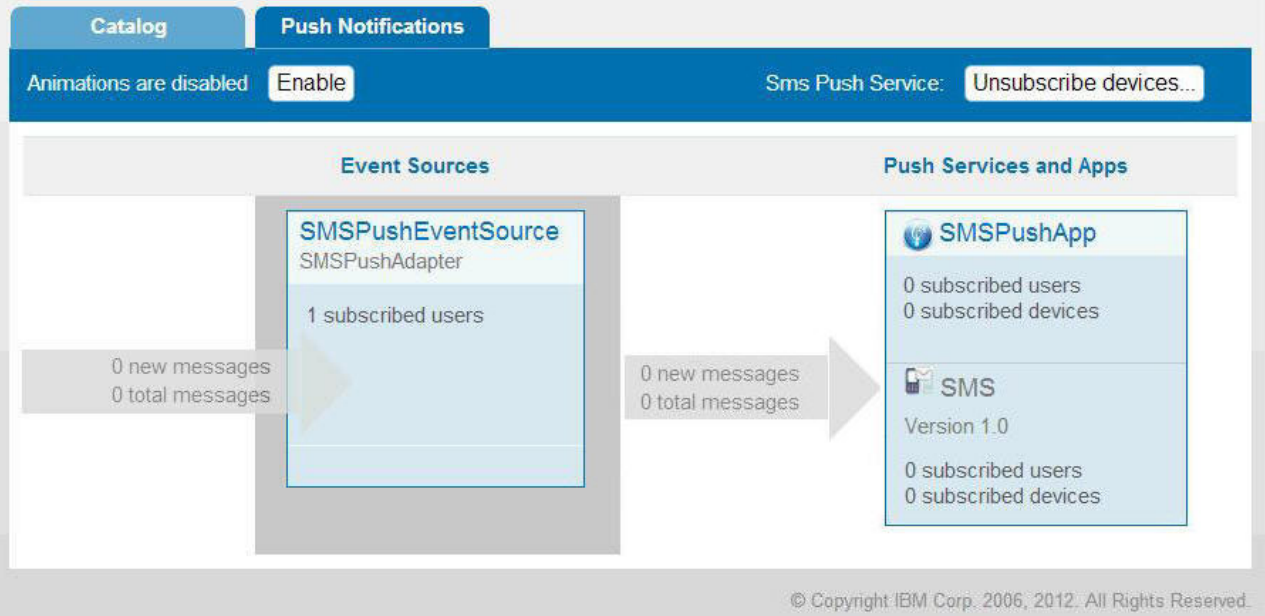 Catalog
Push Notifications
Animations are disabled
Enable
Sms Push Service:
Unsubscribe devices...
Event Sources
Push Services and Apps
SMSPushEventSource
SMSPushAdapter
1 subscribed users
0 new messages
0 total messages
0 new messages
0 total messages
SMSPushApp
0 subscribed users
0 subscribed devices
SMS
Version 1.0
0 subscribed users
0 subscribed devices
© Copyright IBM Corp. 2006, 2012. All Rights Reserved.